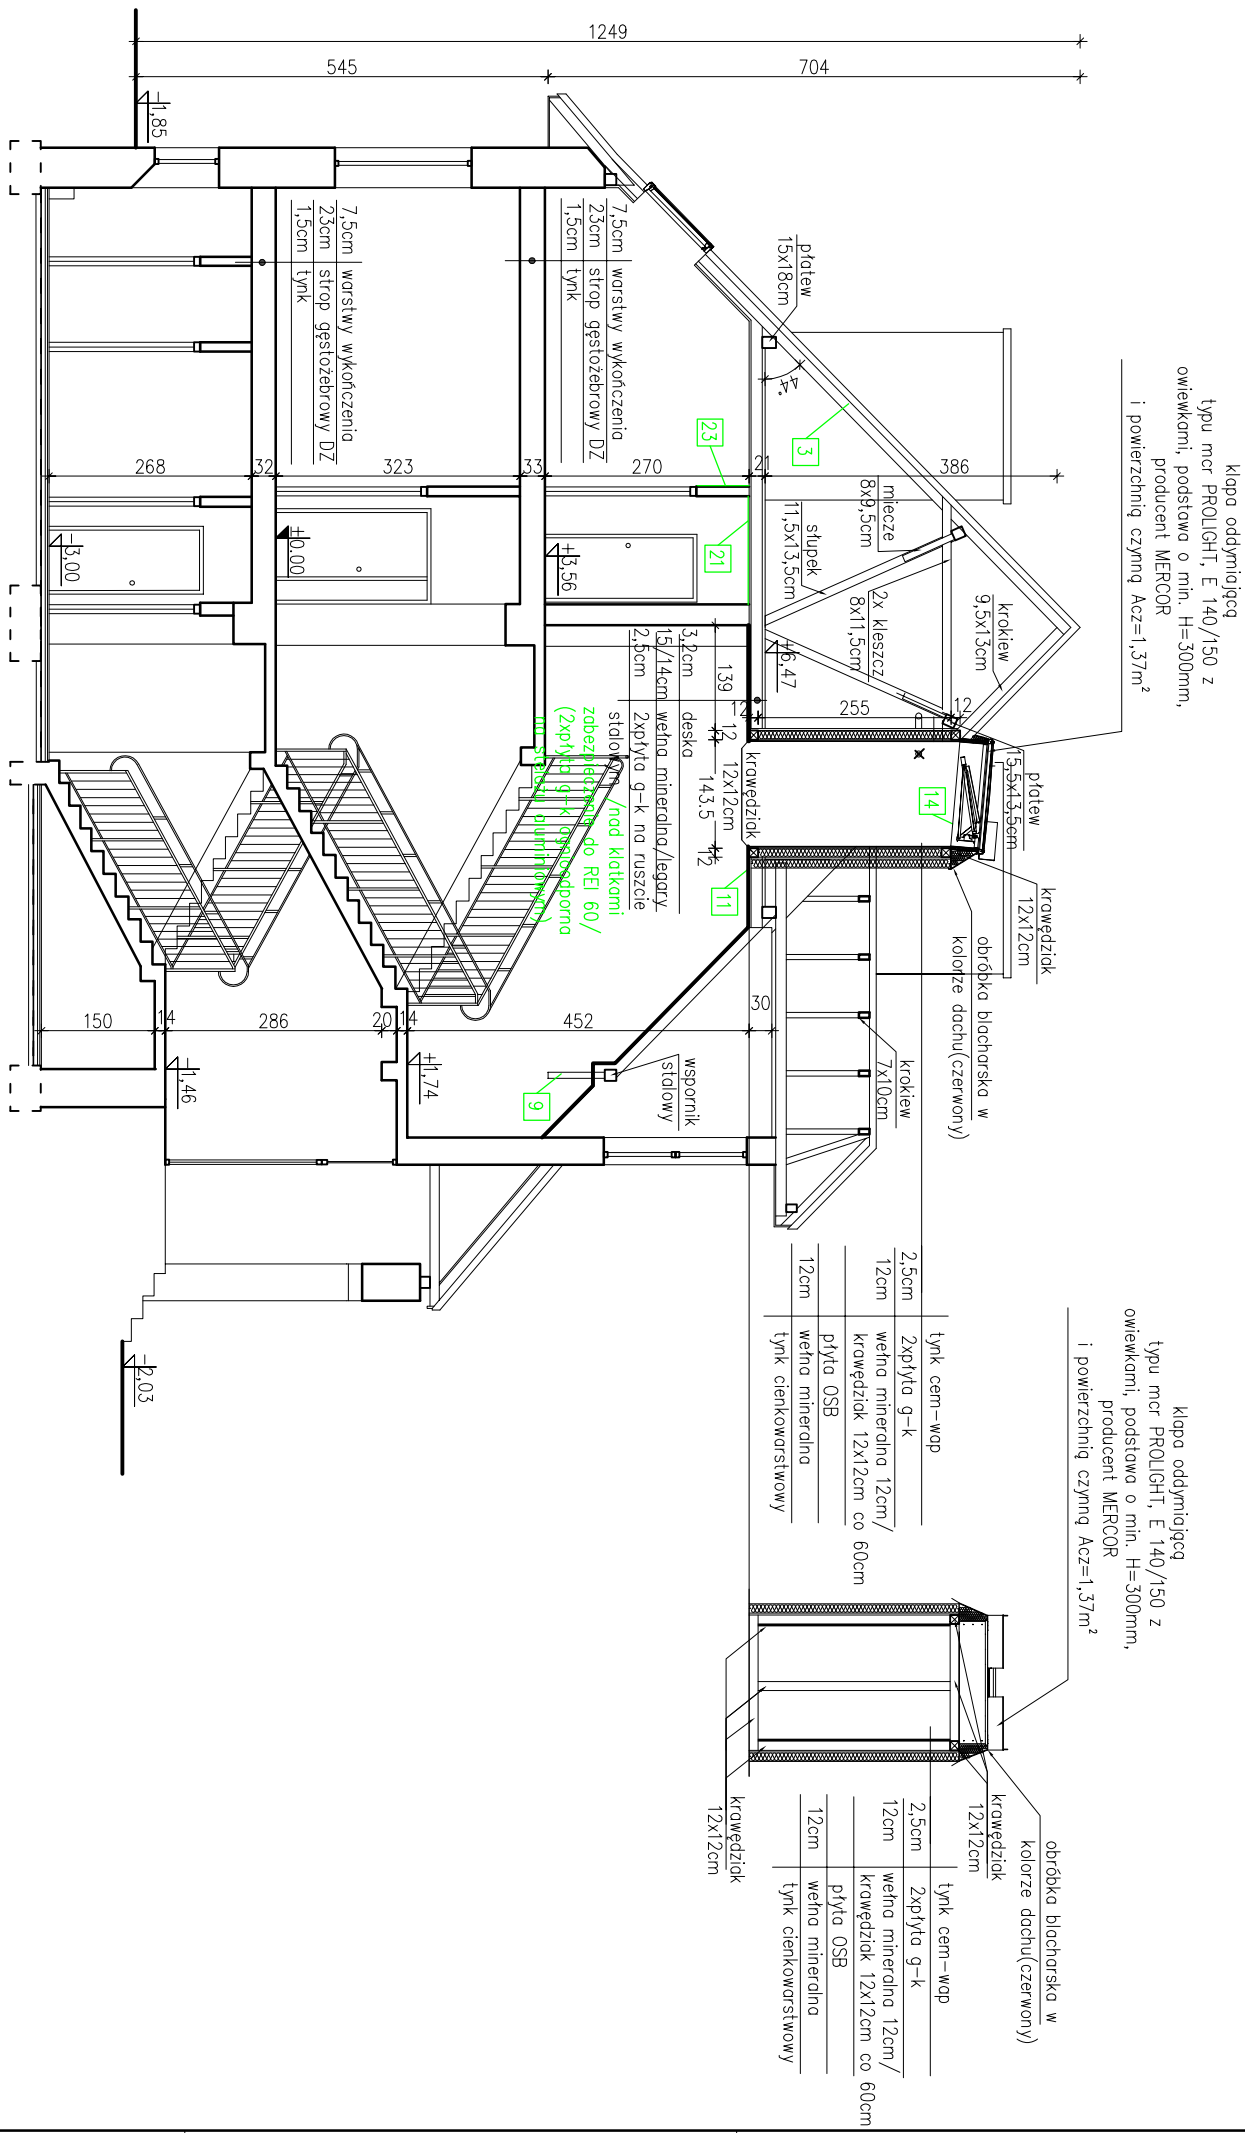 klapa oddymiająca
typu mcr PROLIGHT, E 140/150 z
owiewkami, podstawa o min. H=300mm,
producent MERCOR
i powierzchnią czynną Acz=1,37m²
klapa oddymiająca
typu mcr PROLIGHT, E 140/150 z
owiewkami, podstawa o min. H=300mm,
producent MERCOR
i powierzchnią czynną Acz=1,37m²
1249
545
704
-1,85
płatew
15x18cm
44°
3
386
krokiew
9,5x13cm
miecze
8x9,5cm
słupek
11,5x13,5cm
2x kleszcz
8x11,5cm
+6,47
12
255
12
płatew
15,5x13,5cm
krawędziak
12x12cm
obróbka blacharska w
kolorze dachu(czerwony)
krokiew
7x10cm
14
11
21
23
21
270
33
323
32
268
7,5cm warstwy wykończenia
23cm strop gęstożebrowy DZ
1,5cm tynk
7,5cm warstwy wykończenia
23cm strop gęstożebrowy DZ
1,5cm tynk
+3,56
±0.00
-3,00
139
12
143.5
12
krawędziak
12x12cm
3,2cm deska
15/14cm wełna mineralna/legary
2,5cm 2xpłyta g-k na ruszcie
stalowym /nad klatkami
zabezpieczenie do REI 60/
(2xpłyta g-k ognioodporna
na stelażu aluminiowym)
30
452
14
20
286
14
150
wspornik
stalowy
9
+1,74
-1,46
-2,03
tynk cem-wap
2,5cm 2xpłyta g-k
12cm wełna mineralna 12cm/
krawędziak 12x12cm co 60cm
płyta OSB
12cm wełna mineralna
tynk cienkowarstwowy
obróbka blacharska w
kolorze dachu(czerwony)
krawędziak
12x12cm
tynk cem-wap
2,5cm 2xpłyta g-k
12cm wełna mineralna 12cm/
krawędziak 12x12cm co 60cm
płyta OSB
12cm wełna mineralna
tynk cienkowarstwowy
krawędziak
12x12cm